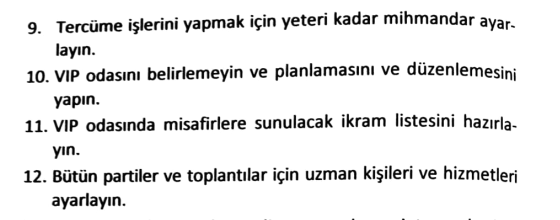 9. Tercüme işlerini yapmak için yeteri kadar mihmandar ayar-
layın.
10. VIP odasını belirlemeyin ve planlamasını ve düzenlemesini
yapın.
11. VIP odasında misafirlere sunulacak ikram listesini hazırla-
yın.
12. Bütün partiler ve toplantılar için uzman kişileri ve hizmetleri
ayarlayın.